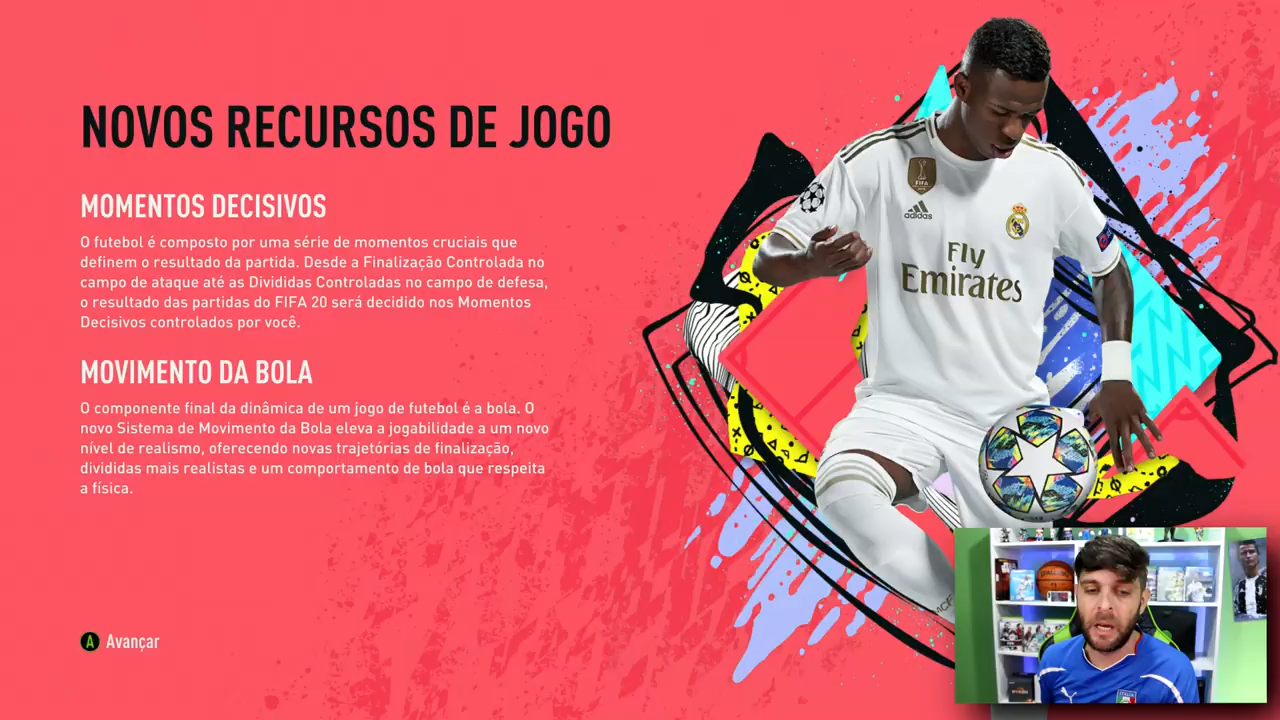 NOVOS RECURSOS DE JOGO
MOMENTOS DECISIVOS
O futebol é composto por uma série de momentos cruciais que
definem o resultado da partida. Desde a Finalização Controlada no
campo de ataque até as Divididas Controladas no campo de defesa,
o resultado das partidas do FIFA 20 será decidido nos Momentos
Decisivos controlados por você.
MOVIMENTO DA BOLA
O componente final da dinâmica de um jogo de futebol é a bola. O
novo Sistema de Movimento da Bola eleva a jogabilidade a um novo
nível de realismo, oferecendo novas trajetórias de finalização,
divididas mais realistas e um comportamento de bola que respeita
a física.
A Avançar
FIFA
adidas
Fly
Emirates
SPALDING
ITALIA